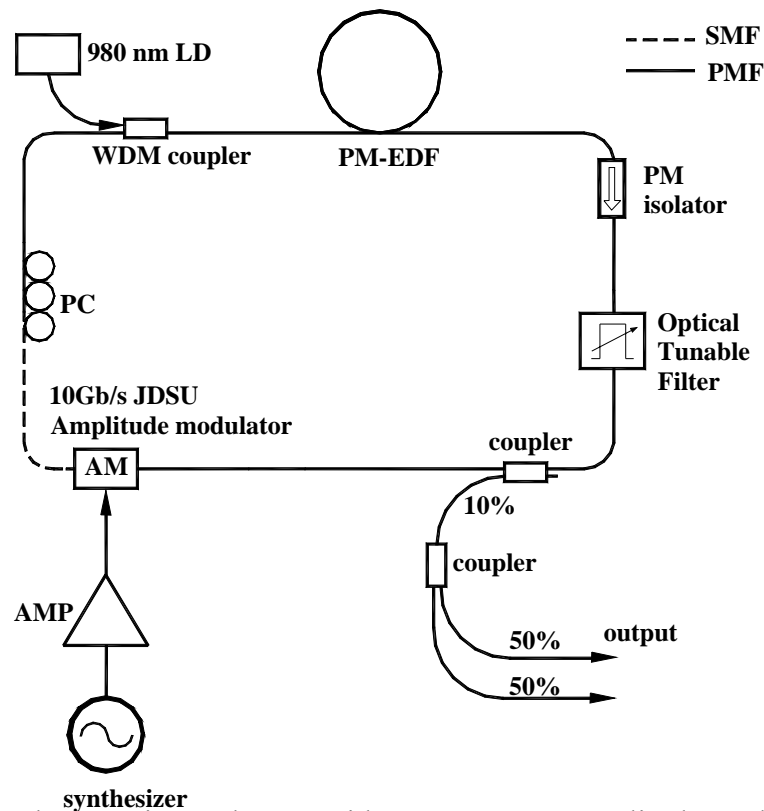 980 nm LD
SMF
PMF
WDM coupler
PM-EDF
PM
isolator
PC
Optical
Tunable
Filter
10Gb/s JDSU
Amplitude modulator
coupler
AM
10%
coupler
AMP
50%
output
50%
synthesizer